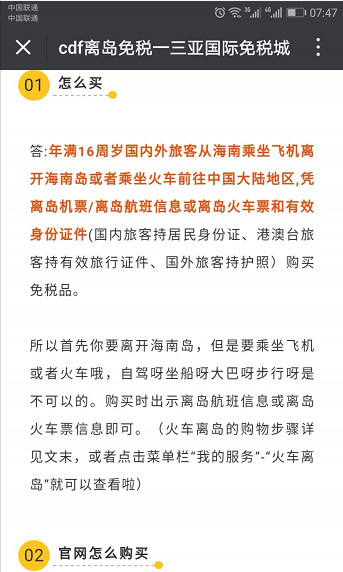 中国联通
中国联通
07:47
cdf离岛免税一三亚国际免税城
01 怎么买
答:年满16周岁国内外旅客从海南乘坐飞机离
开海南岛或者乘坐火车前往中国大陆地区,凭
离岛机票/离岛航班信息或离岛火车票和有效
身份证件(国内旅客持居民身份证、港澳台旅
客持有效旅行证件、国外旅客持护照）购买
免税品。
所以首先你要离开海南岛，但是要乘坐飞机
或者火车哦，自驾呀坐船呀大巴呀步行呀是
不可以的。购买时出示离岛航班信息或离岛
火车票信息即可。（火车离岛的购物步骤详
见文末，或者点击菜单栏“我的服务”-“火车离
岛”就可以查看啦）
02 官网怎么购买